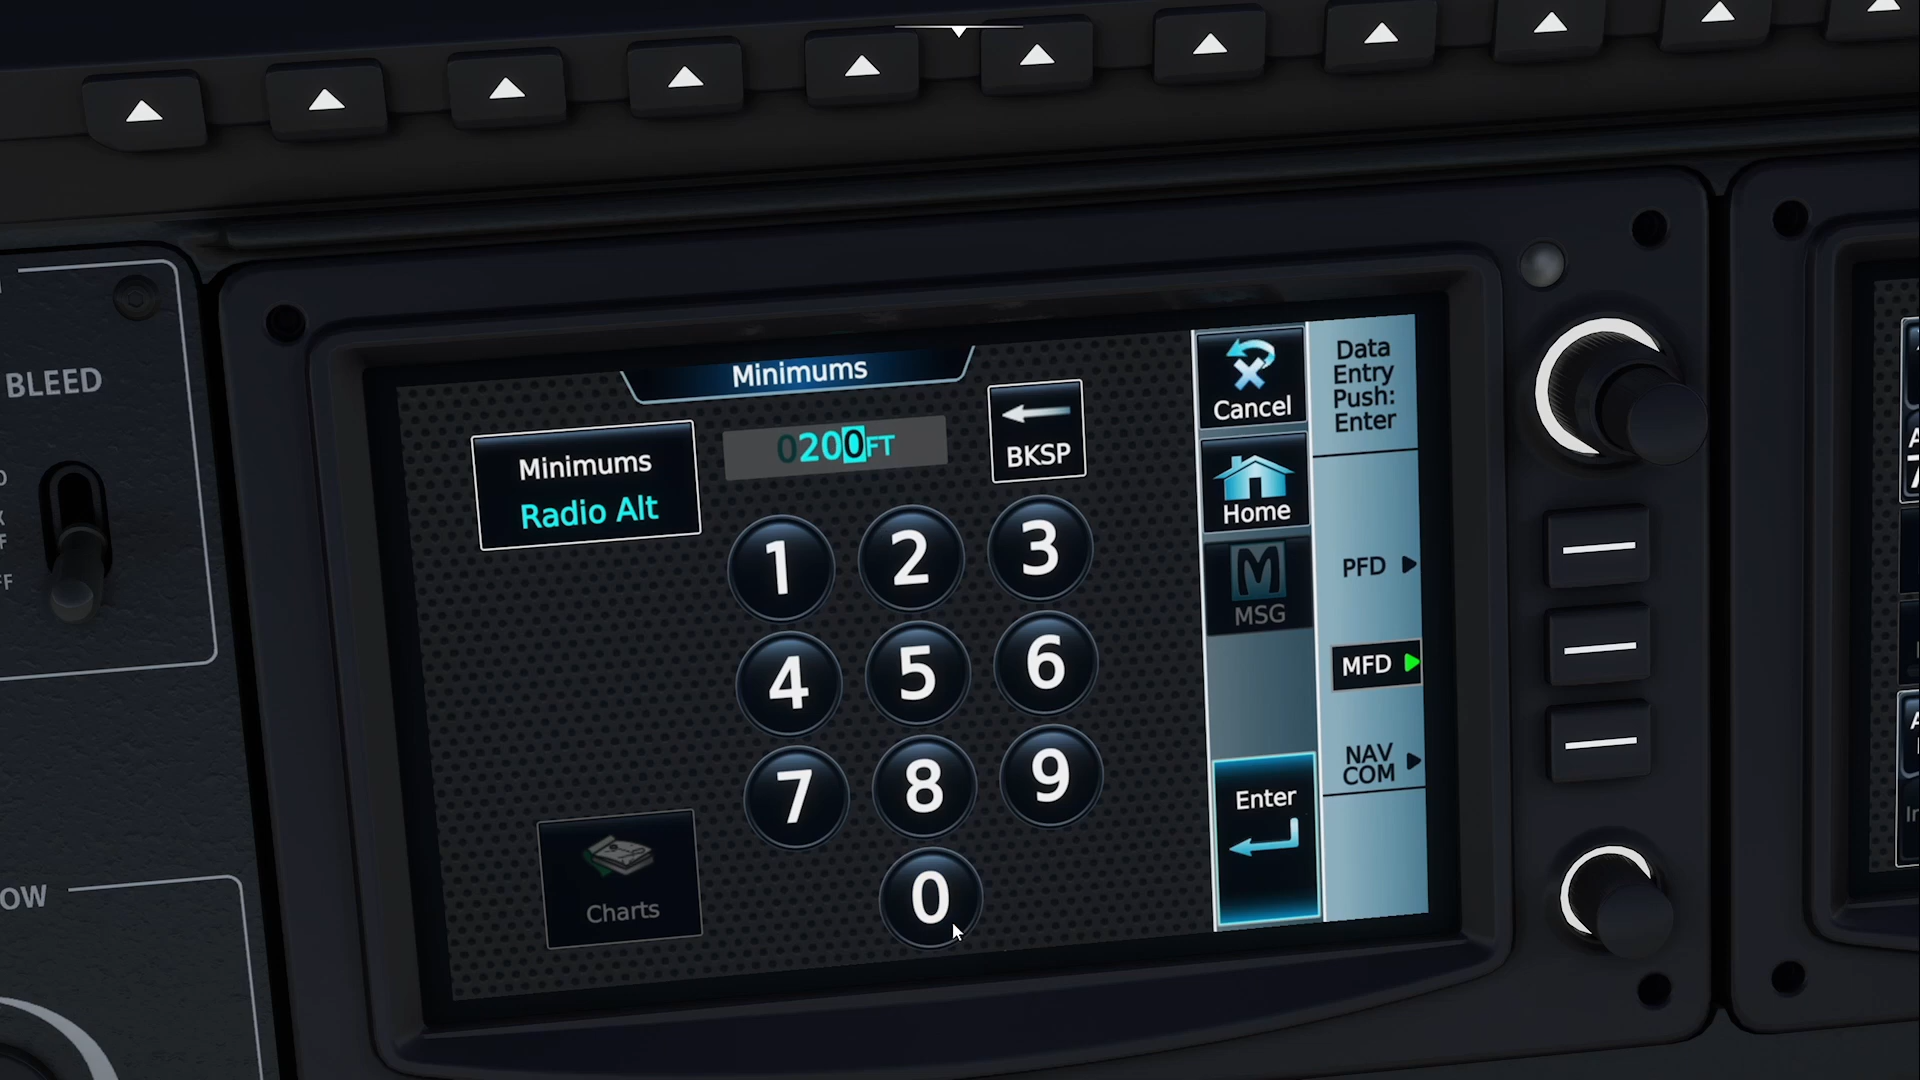 BLEED
OW
Minimums
Minimums
Radio Alt
0200FT
BKSP
1
2
3
4
5
6
7
8
9
0
Charts
Cancel
Home
MSG
Enter
Data
Entry
Push:
Enter
PFD
MFD
NAV
COM